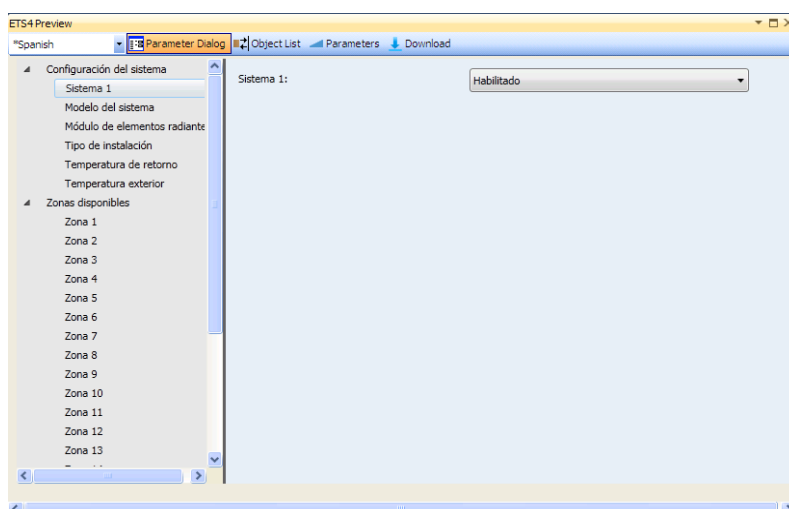 ETS4 Preview
"Spanish Parameter Dialog Object List Parameters Download
Configuración del sistema
Sistema 1
Modelo del sistema
Módulo de elementos radiante
Tipo de instalación
Temperatura de retorno
Temperatura exterior
Zonas disponibles
Zona 1
Zona 2
Zona 3
Zona 4
Zona 5
Zona 6
Zona 7
Zona 8
Zona 9
Zona 10
Zona 11
Zona 12
Zona 13
Sistema 1:
Habilitado